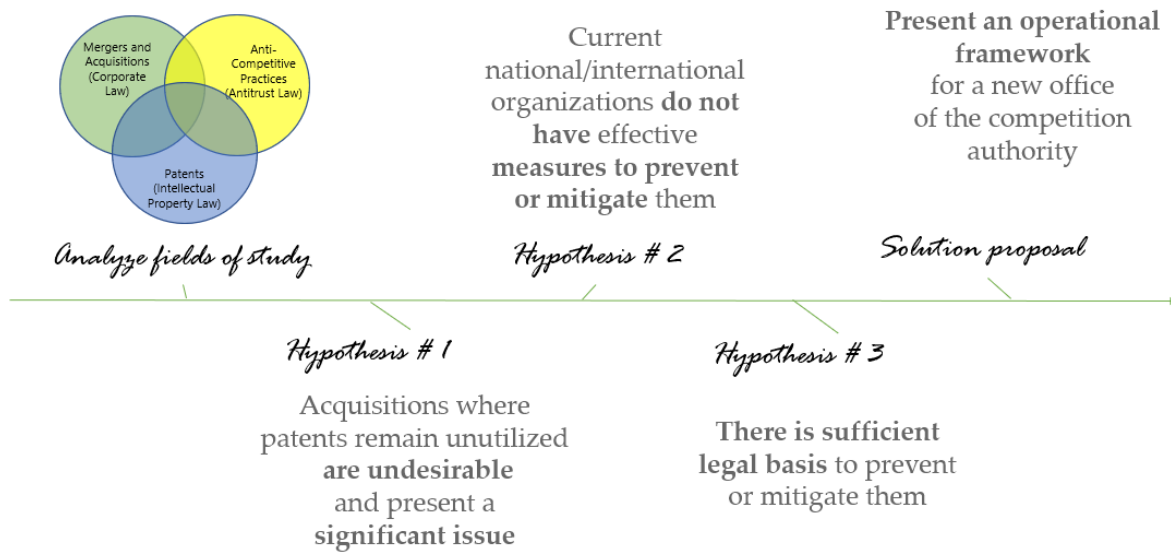 Mergers and
Acquisitions
(Corporate
Law)
Anti-
Competitive
Practices
(Antitrust Law)
Patents
(Intellectual
Property Law)
Analyze fields of study
Hypothesis # 1
Acquisitions where
patents remain unutilized
are undesirable
and present a
significant issue
Current
national/international
organizations do not
have effective
measures to prevent
or mitigate them
Hypothesis # 2
Hypothesis # 3
There is sufficient
legal basis to prevent
or mitigate them
Present an operational
framework
for a new office
of the competition
authority
Solution proposal